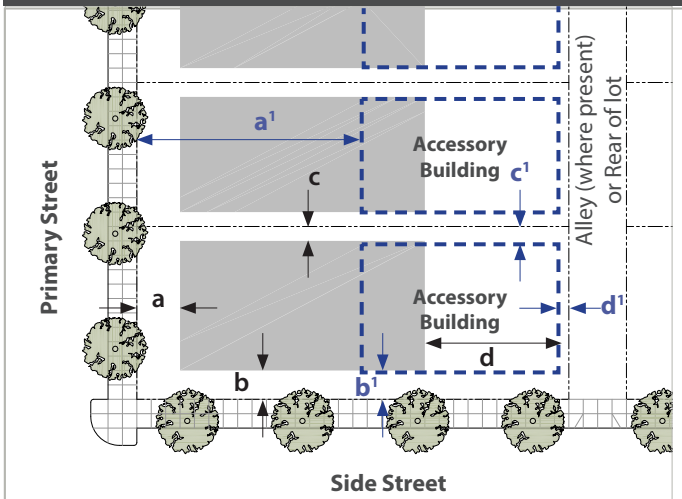 a¹
Accessory
Building
c
c¹
Primary Street
Alley (where present)
or Rear of lot
a
Accessory
Building
d¹
d
b
b¹
Side Street